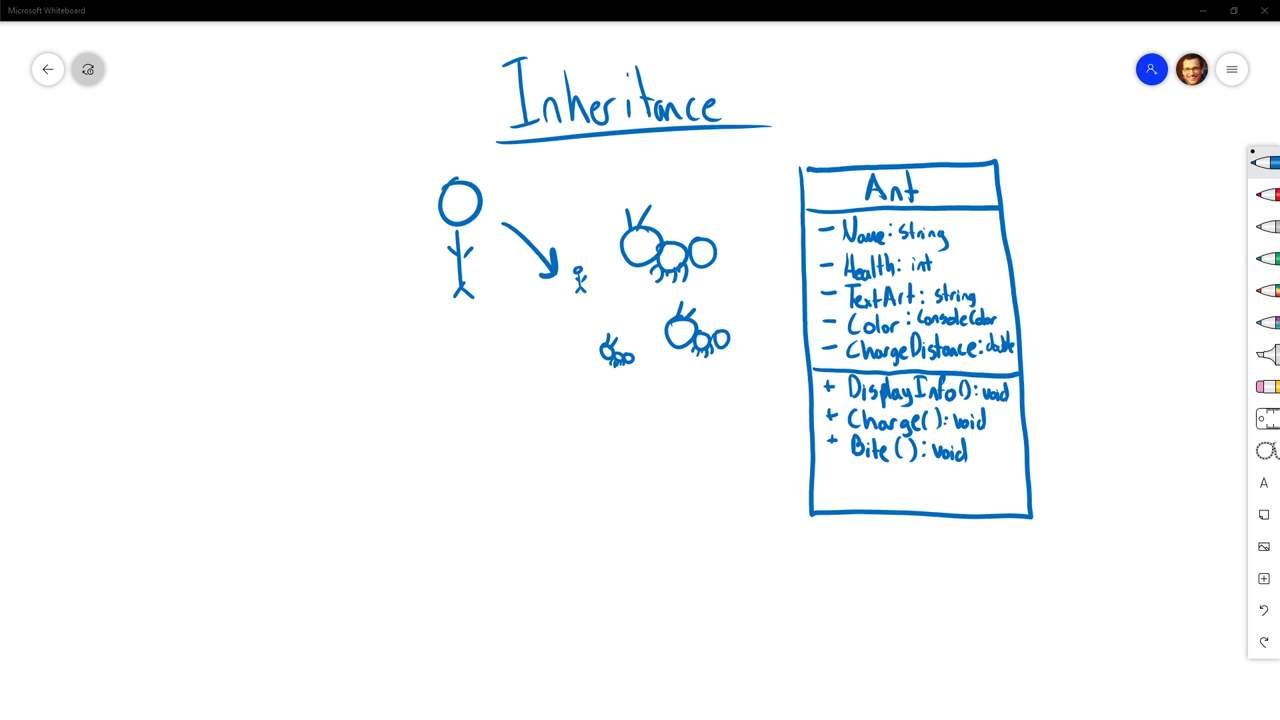 Microsoft Whiteboard
Inheritance
Ant
- Name: string
- Health: int
- TextArt: string
- Color: ConsoleColor
- ChargeDistance: double
+ DisplayInfo(): void
+ Charge(): void
+ Bite(): void
A